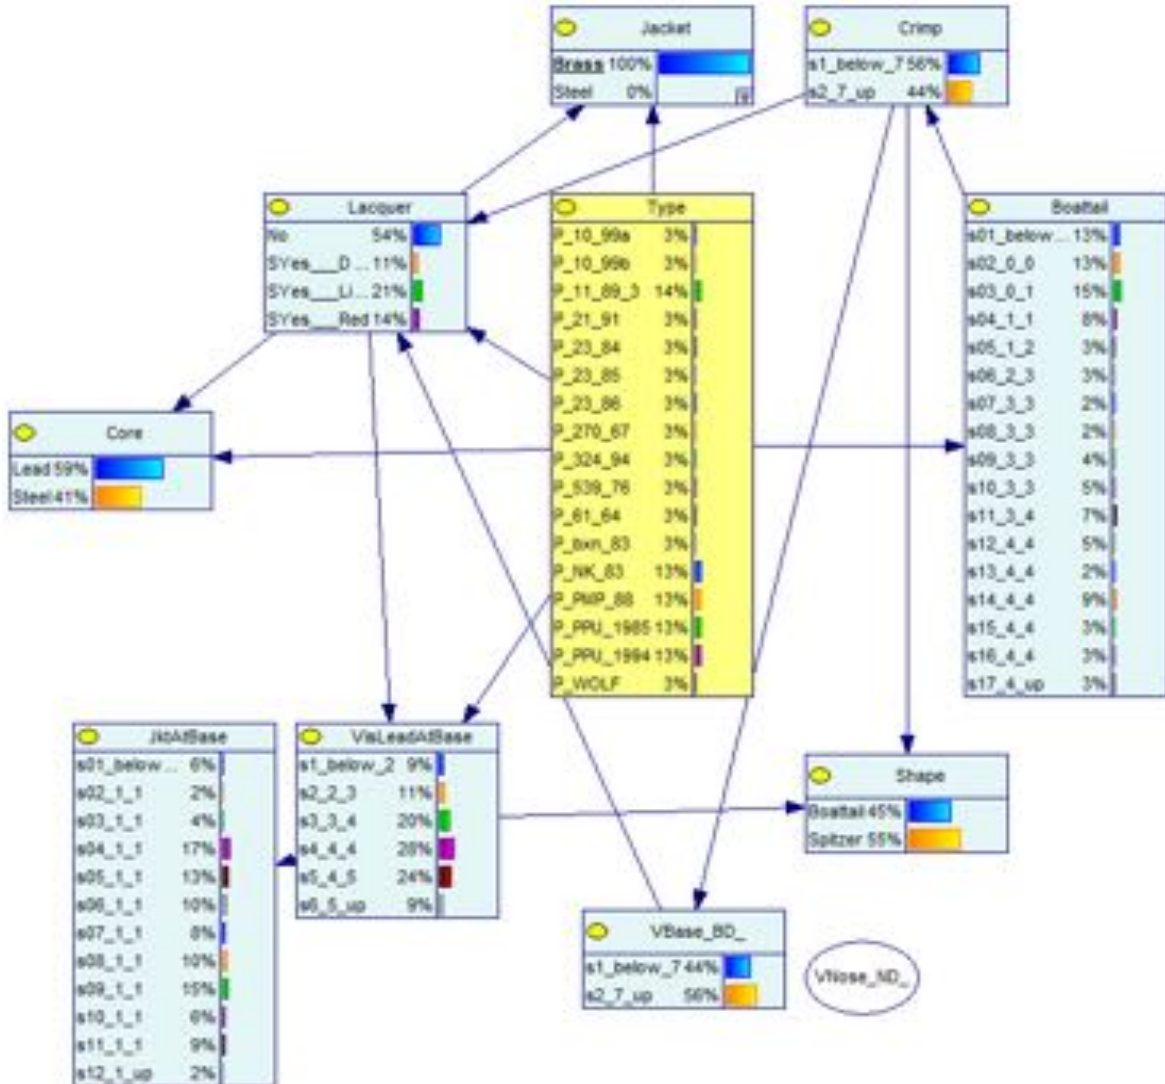 Jacket
Brass 100%
Steel 0%
Crimp
s1_below_7 56%
s2_7_up 44%
Lacquer
No 54%
SYes___D... 11%
SYes___Li... 21%
SYes___Red 14%
Type
P_10_99a 3%
P_10_99b 3%
P_11_89_3 14%
P_21_91 3%
P_23_84 3%
P_23_85 3%
P_23_86 3%
P_270_67 3%
P_324_94 3%
P_539_76 3%
P_61_64 3%
P_bxn_83 3%
P_NK_83 13%
P_PMP_88 13%
P_PPU_1985 13%
P_PPU_1994 13%
P_WOLF 3%
Boattail
s01_below... 13%
s02_0_0 13%
s03_0_1 15%
s04_1_1 8%
s05_1_2 3%
s06_2_3 3%
s07_3_3 2%
s08_3_3 2%
s09_3_3 4%
s10_3_3 5%
s11_3_4 7%
s12_4_4 5%
s13_4_4 2%
s14_4_4 9%
s15_4_4 3%
s16_4_4 3%
s17_4_up 3%
Core
Lead 59%
Steel 41%
JktAtBase
s01_below... 6%
s02_1_1 2%
s03_1_1 4%
s04_1_1 17%
s05_1_1 13%
s06_1_1 10%
s07_1_1 8%
s08_1_1 10%
s09_1_1 15%
s10_1_1 6%
s11_1_1 9%
s12_1_up 2%
VisLeadAtBase
s1_below_2 9%
s2_2_3 11%
s3_3_4 20%
s4_4_4 28%
s5_4_5 24%
s6_5_up 9%
Shape
Boattail 45%
Spitzer 55%
VBase_BD_
s1_below_7 44%
s2_7_up 56%
VNose_ND_